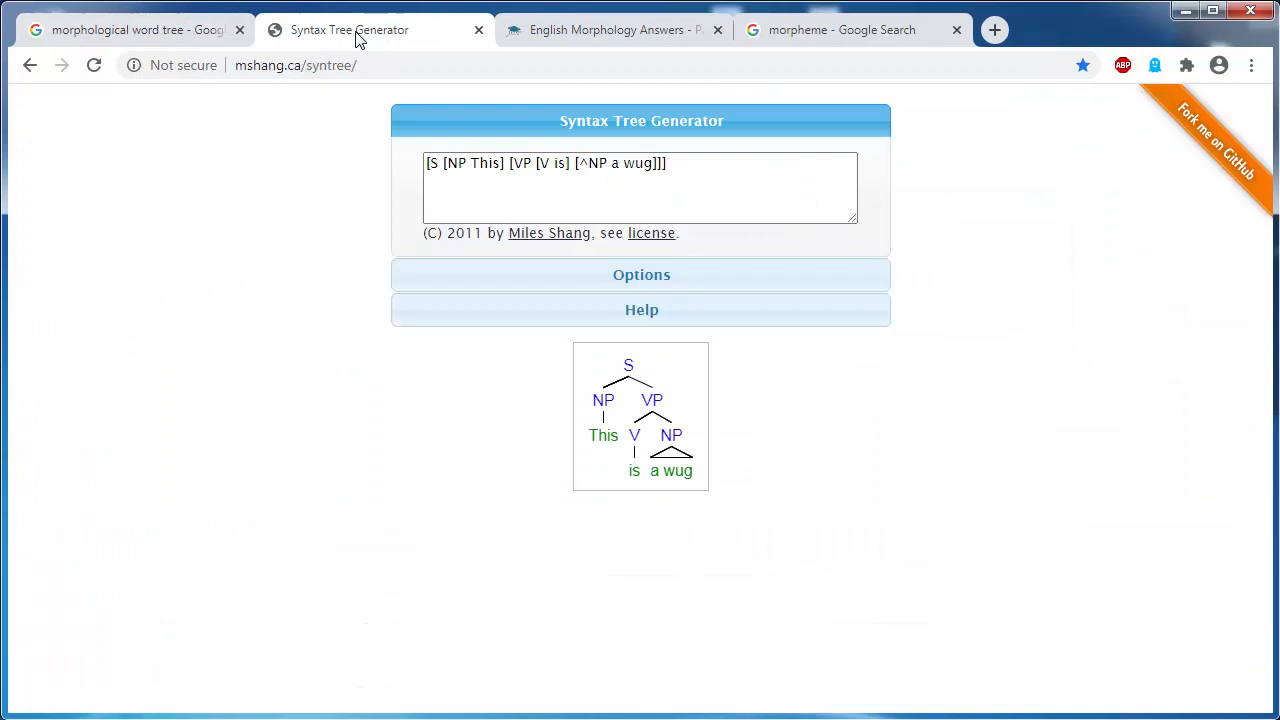 morphological word tree - Goog
Syntax Tree Generator
English Morphology Answers - P
morpheme - Google Search
Not secure
mshang.ca/syntree/
ABP
Fork me on GitHub
Syntax Tree Generator
[S [NP This] [VP [V is] [^NP a wug]]]
(C) 2011 by Miles Shang, see license.
Options
Help
S
NP VP
This V NP
is a wug